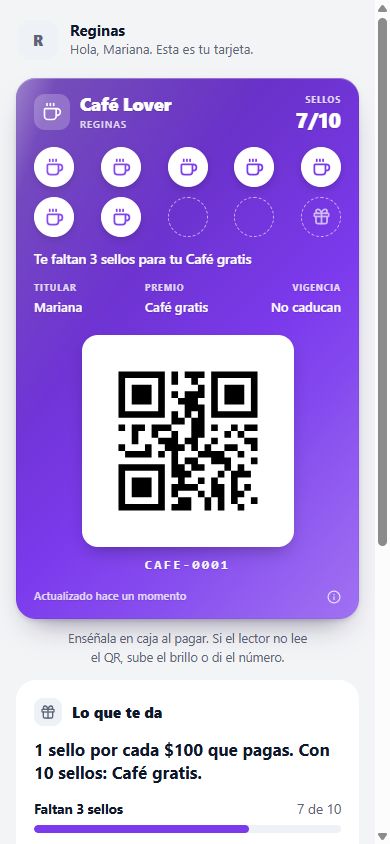 R
Reginas
Hola, Mariana. Esta es tu tarjeta.
Café Lover
REGINAS
SELLOS
7/10
Te faltan 3 sellos para tu Café gratis
TITULAR
PREMIO
VIGENCIA
Mariana
Café gratis
No caducan
CAFE-0001
Actualizado hace un momento
Enséñala en caja al pagar. Si el lector no lee
el QR, sube el brillo o di el número.
Lo que te da
1 sello por cada $100 que pagas. Con
10 sellos: Café gratis.
Faltan 3 sellos
7 de 10